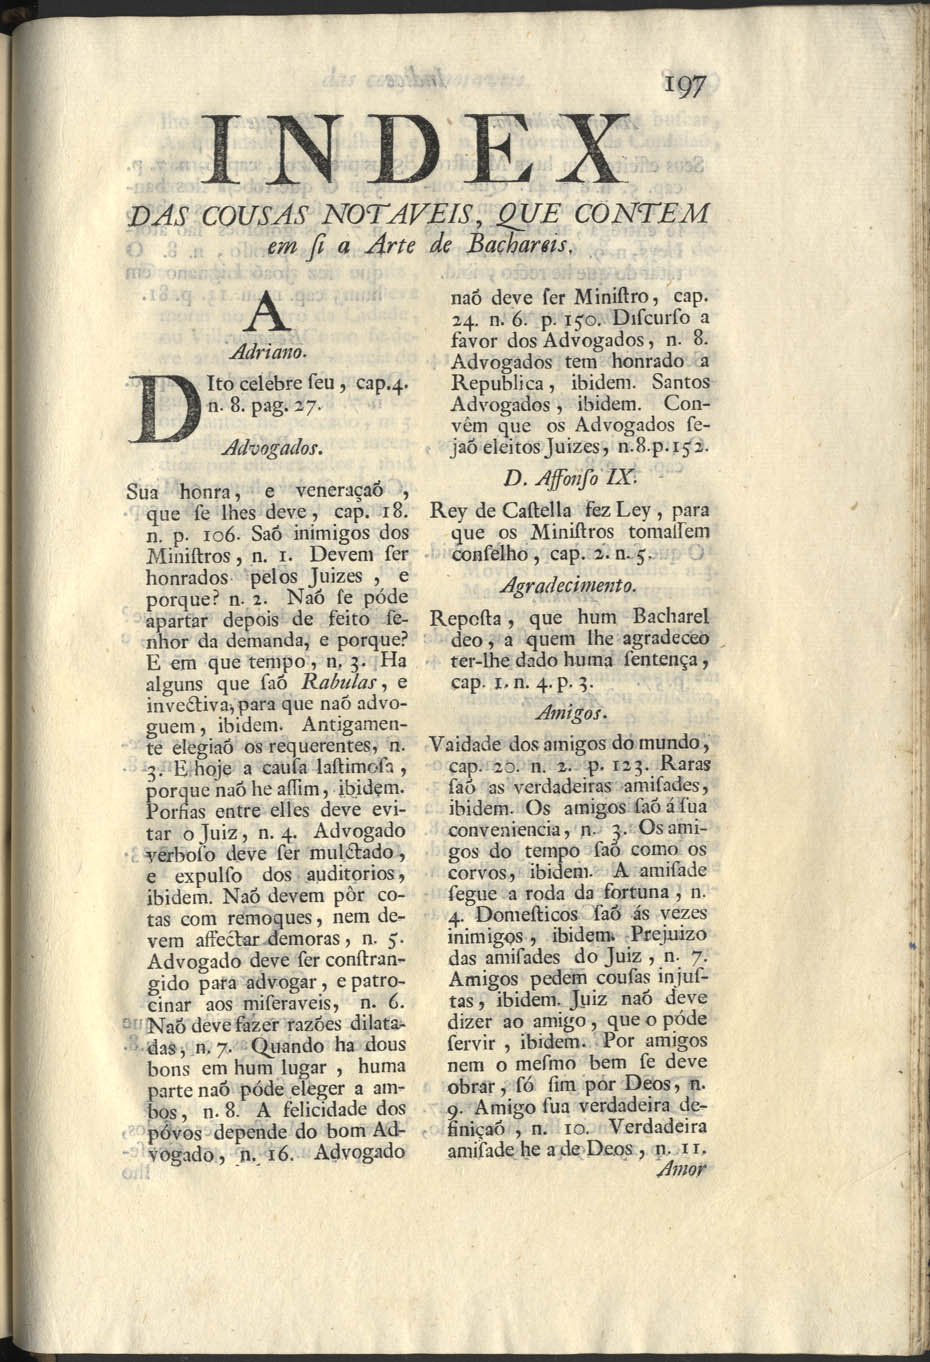 197
INDEX
DAS COUSAS NOTAVEIS, QUE CONTEM
em ſi a Arte de Bachareis.
A
Adriano.
DIto celebre ſeu, cap.4.
n. 8. pag. 27.
Advogados.
Sua honra, e veneraçaõ,
que ſe lhes deve, cap. 18.
n. p. 106. Saõ inimigos dos
Miniſtros, n. 1. Devem ſer
honrados pelos Juizes, e
porque? n. 2. Naõ ſe póde
apartar depois de feito ſe-
nhor da demanda, e porque?
E em que tempo, n. 3. Ha
alguns que ſaõ Rabulas, e
invectiva, para que naõ advo-
guem, ibidem. Antigamen-
te elegiaõ os requerentes, n.
3. E hoje a cauſa laſtimoſa,
porque naõ he aſſim, ibidem.
Porfias entre elles deve evi-
tar o Juiz, n. 4. Advogado
verboſo deve ſer mulctado,
e expulſo dos auditorios,
ibidem. Naõ devem pôr co-
tas com remoques, nem de-
vem affectar demoras, n. 5.
Advogado deve ſer conſtran-
gido para advogar, e patro-
cinar aos miſeraveis, n. 6.
Naõ deve fazer razões dilata-
das, n. 7. Quando ha dous
bons em hum lugar, huma
parte naõ póde eleger a am-
bos, n. 8. A felicidade dos
póvos depende do bom Ad-
vogado, n. 16. Advogado
naõ deve ſer Miniſtro, cap.
24. n. 6. p. 150. Diſcurſo a
favor dos Advogados, n. 8.
Advogados tem honrado a
Republica, ibidem. Santos
Advogados, ibidem. Con-
vêm que os Advogados ſe-
jaõ eleitos Juizes, n.8.p.152.
D. Affonſo IX.
Rey de Caſtella fez Ley, para
que os Miniſtros tomaſſem
conſelho, cap. 2. n. 5.
Agradecimento.
Repoſta, que hum Bacharel
deo, a quem lhe agradeceo
ter-lhe dado huma ſentença,
cap. 1. n. 4. p. 3.
Amigos.
Vaidade dos amigos do mundo,
cap. 20. n. 2. p. 123. Raras
ſaõ as verdadeiras amiſades,
ibidem. Os amigos ſaõ á ſua
conveniencia, n. 3. Os ami-
gos do tempo ſaõ como os
corvos, ibidem. A amiſade
ſegue a roda da fortuna, n.
4. Domeſticos ſaõ ás vezes
inimigos, ibidem. Prejuizo
das amiſades do Juiz, n. 7.
Amigos pedem couſas injuſ-
tas, ibidem. Juiz naõ deve
dizer ao amigo, que o póde
ſervir, ibidem. Por amigos
nem o meſmo bem ſe deve
obrar, ſó ſim por Deos, n.
9. Amigo ſua verdadeira de-
finiçaõ, n. 10. Verdadeira
amiſade he a de Deos, n. 11.
Amor